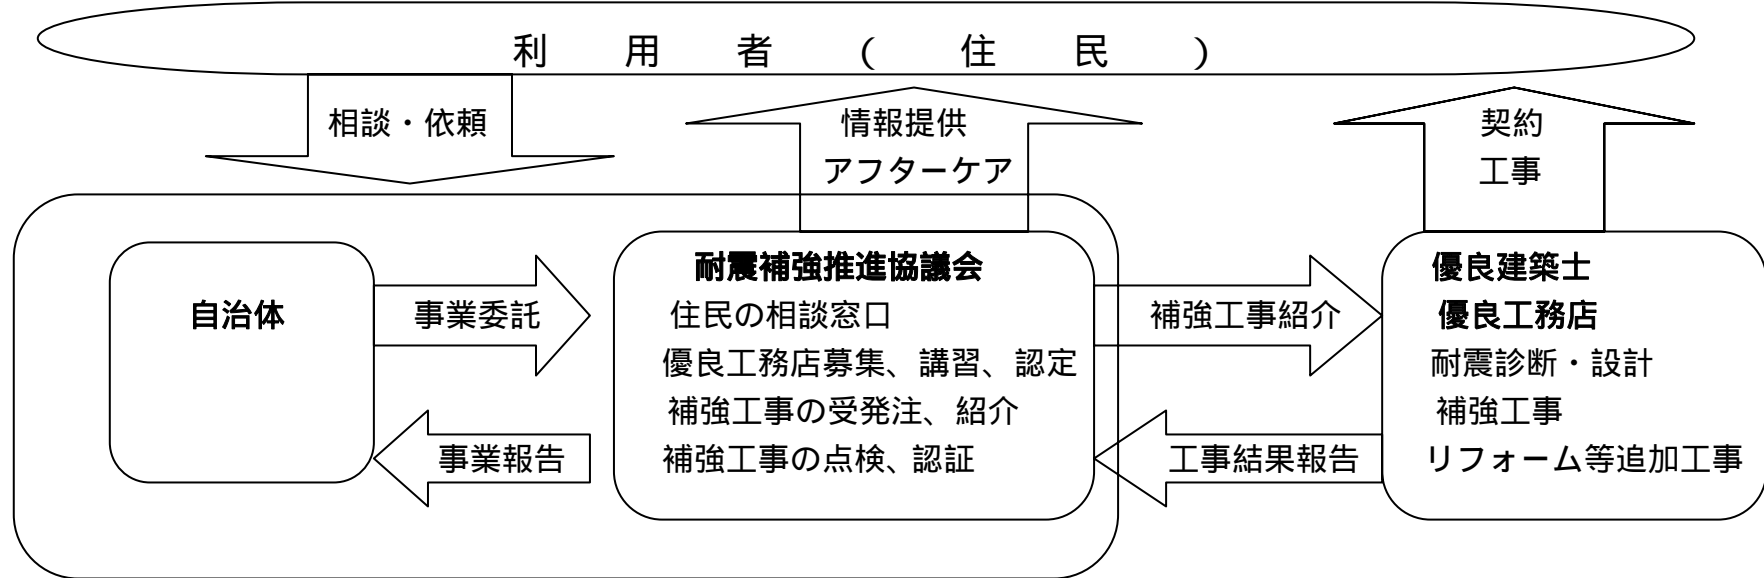 利用者(住民)
相談・依頼
情報提供
アフターケア
契約
工事
自治体
事業委託
事業報告
耐震補強推進協議会
住民の相談窓口
優良工務店募集、講習、認定
補強工事の受発注、紹介
補強工事の点検、認証
補強工事紹介
工事結果報告
優良建築士
優良工務店
耐震診断・設計
補強工事
リフォーム等追加工事